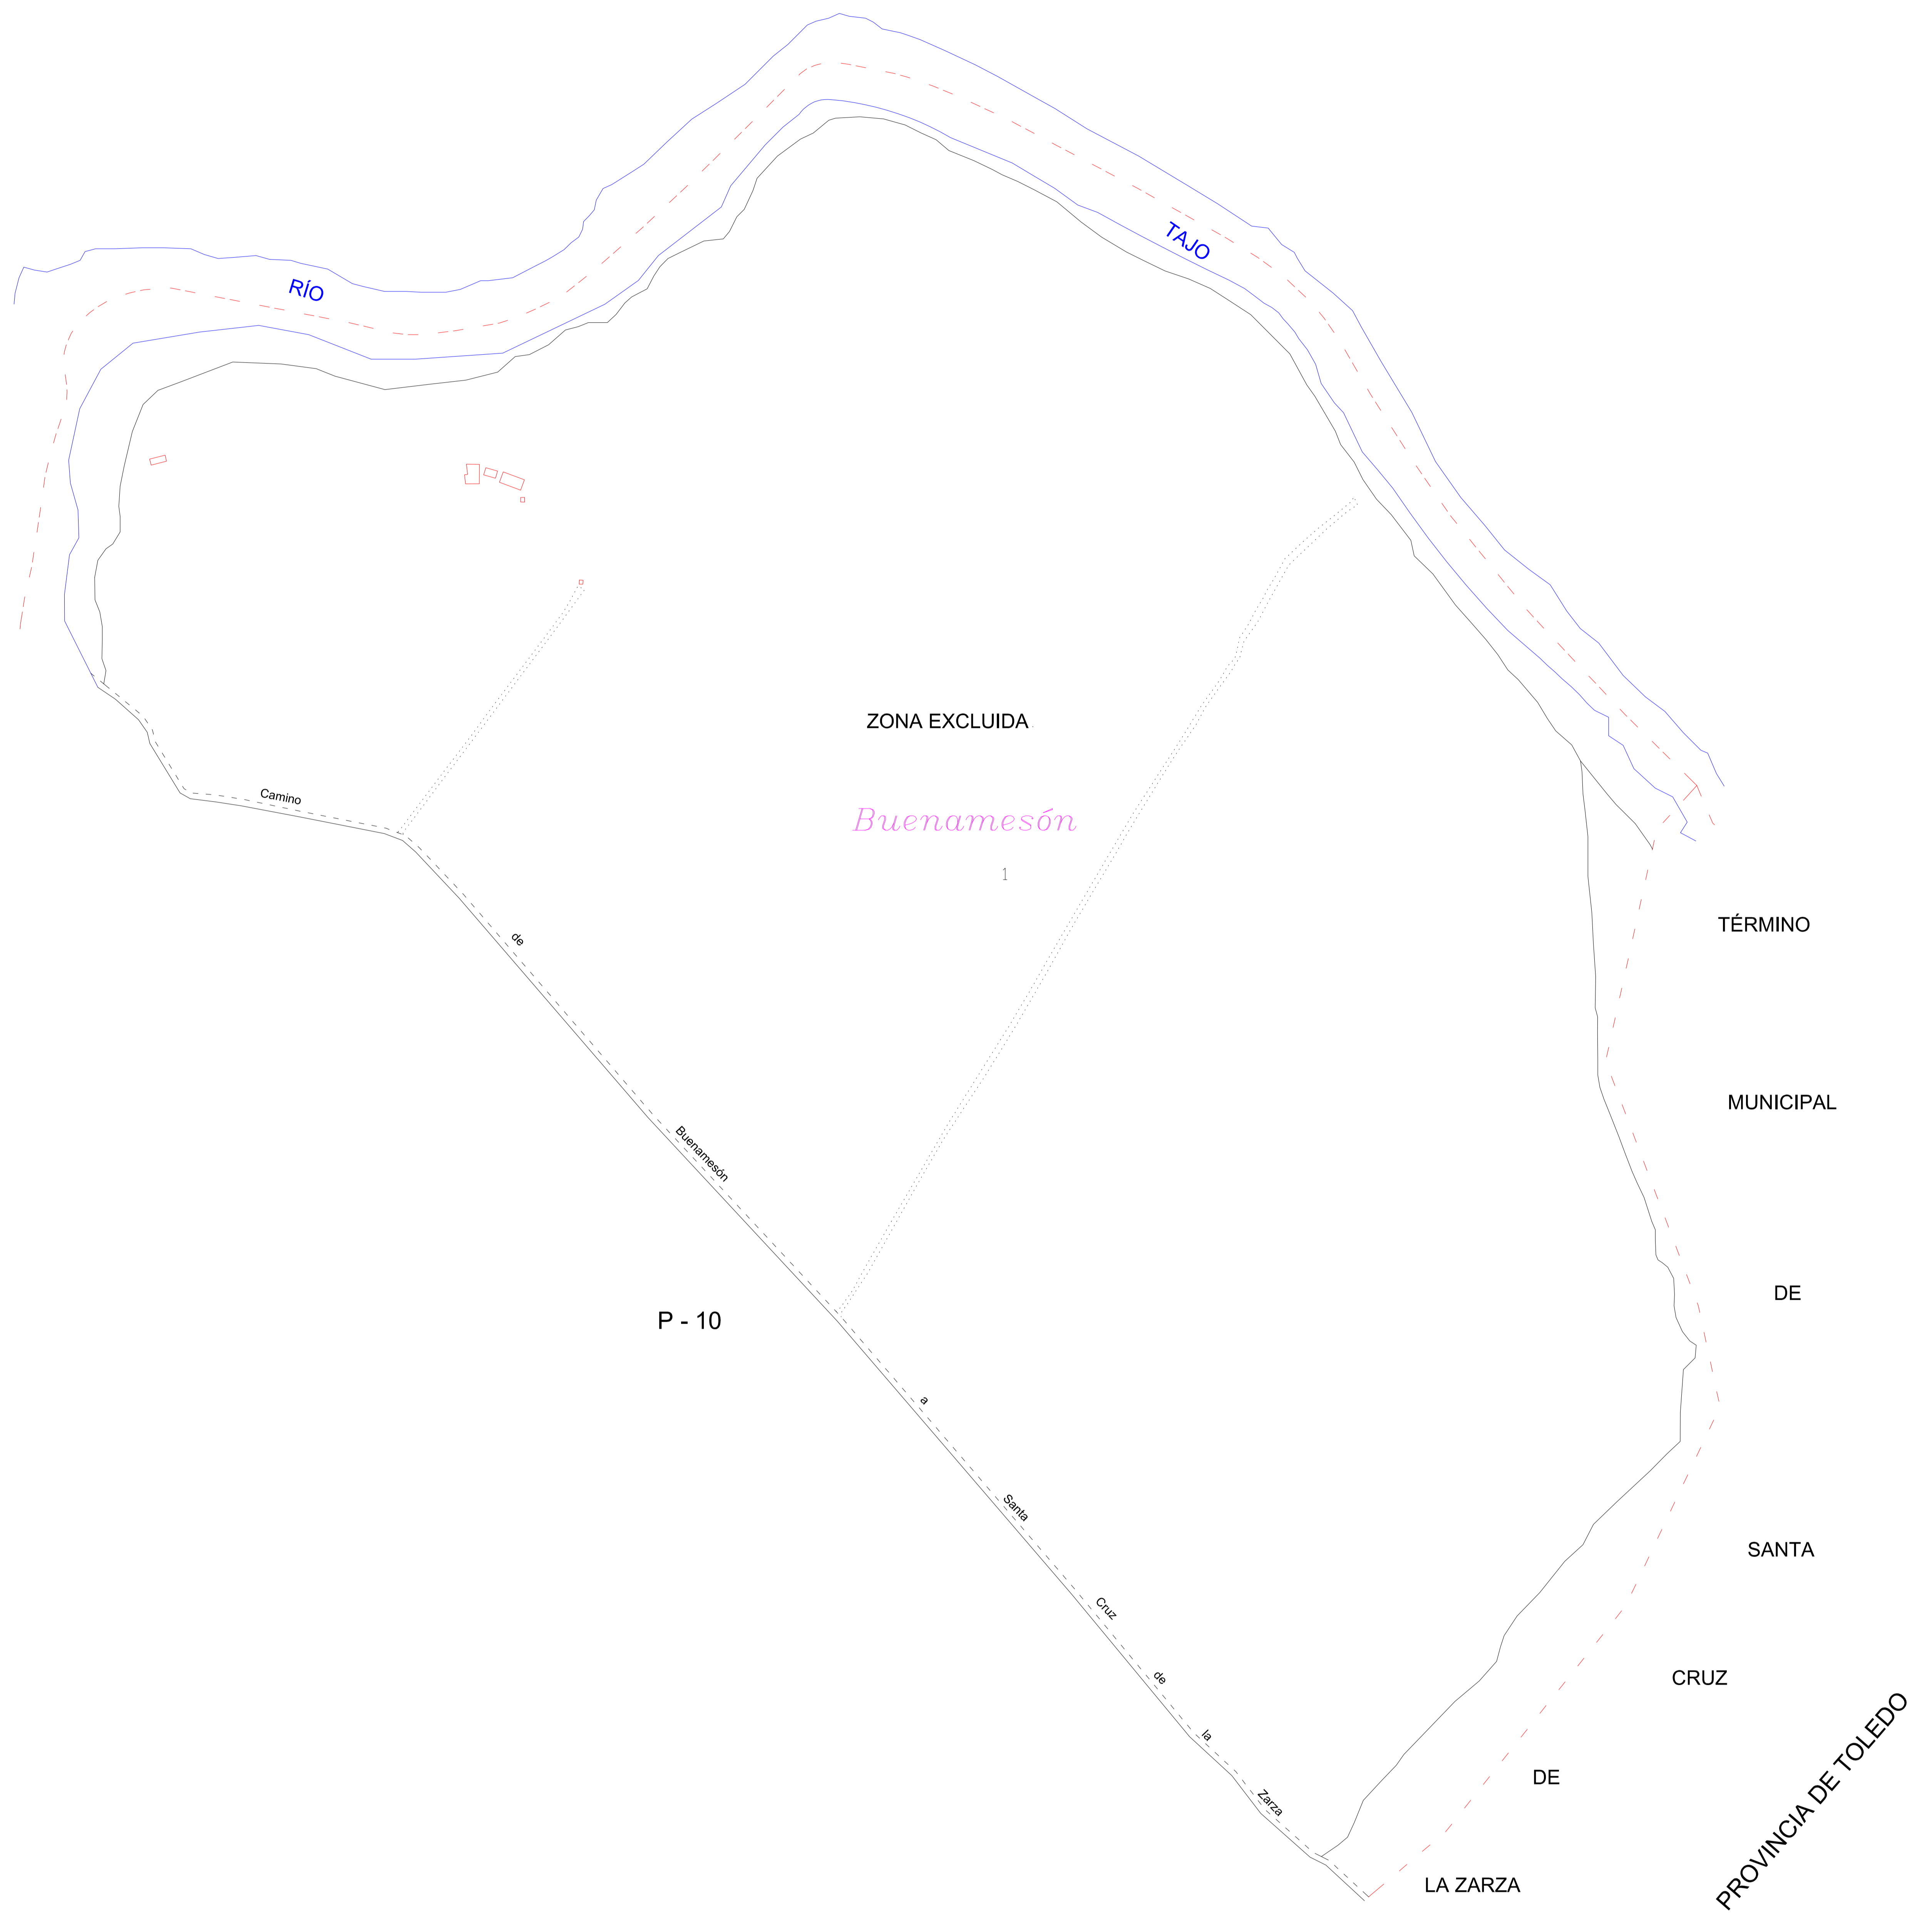 RÍO
TAJO
ZONA EXCLUIDA
Camino
Buenamesón
1
TÉRMINO
de
MUNICIPAL
Buenamesón
DE
P - 10
a
Santa
SANTA
Cruz
CRUZ
de
la
DE
Zarza
PROVINCIA DE TOLEDO
LA ZARZA